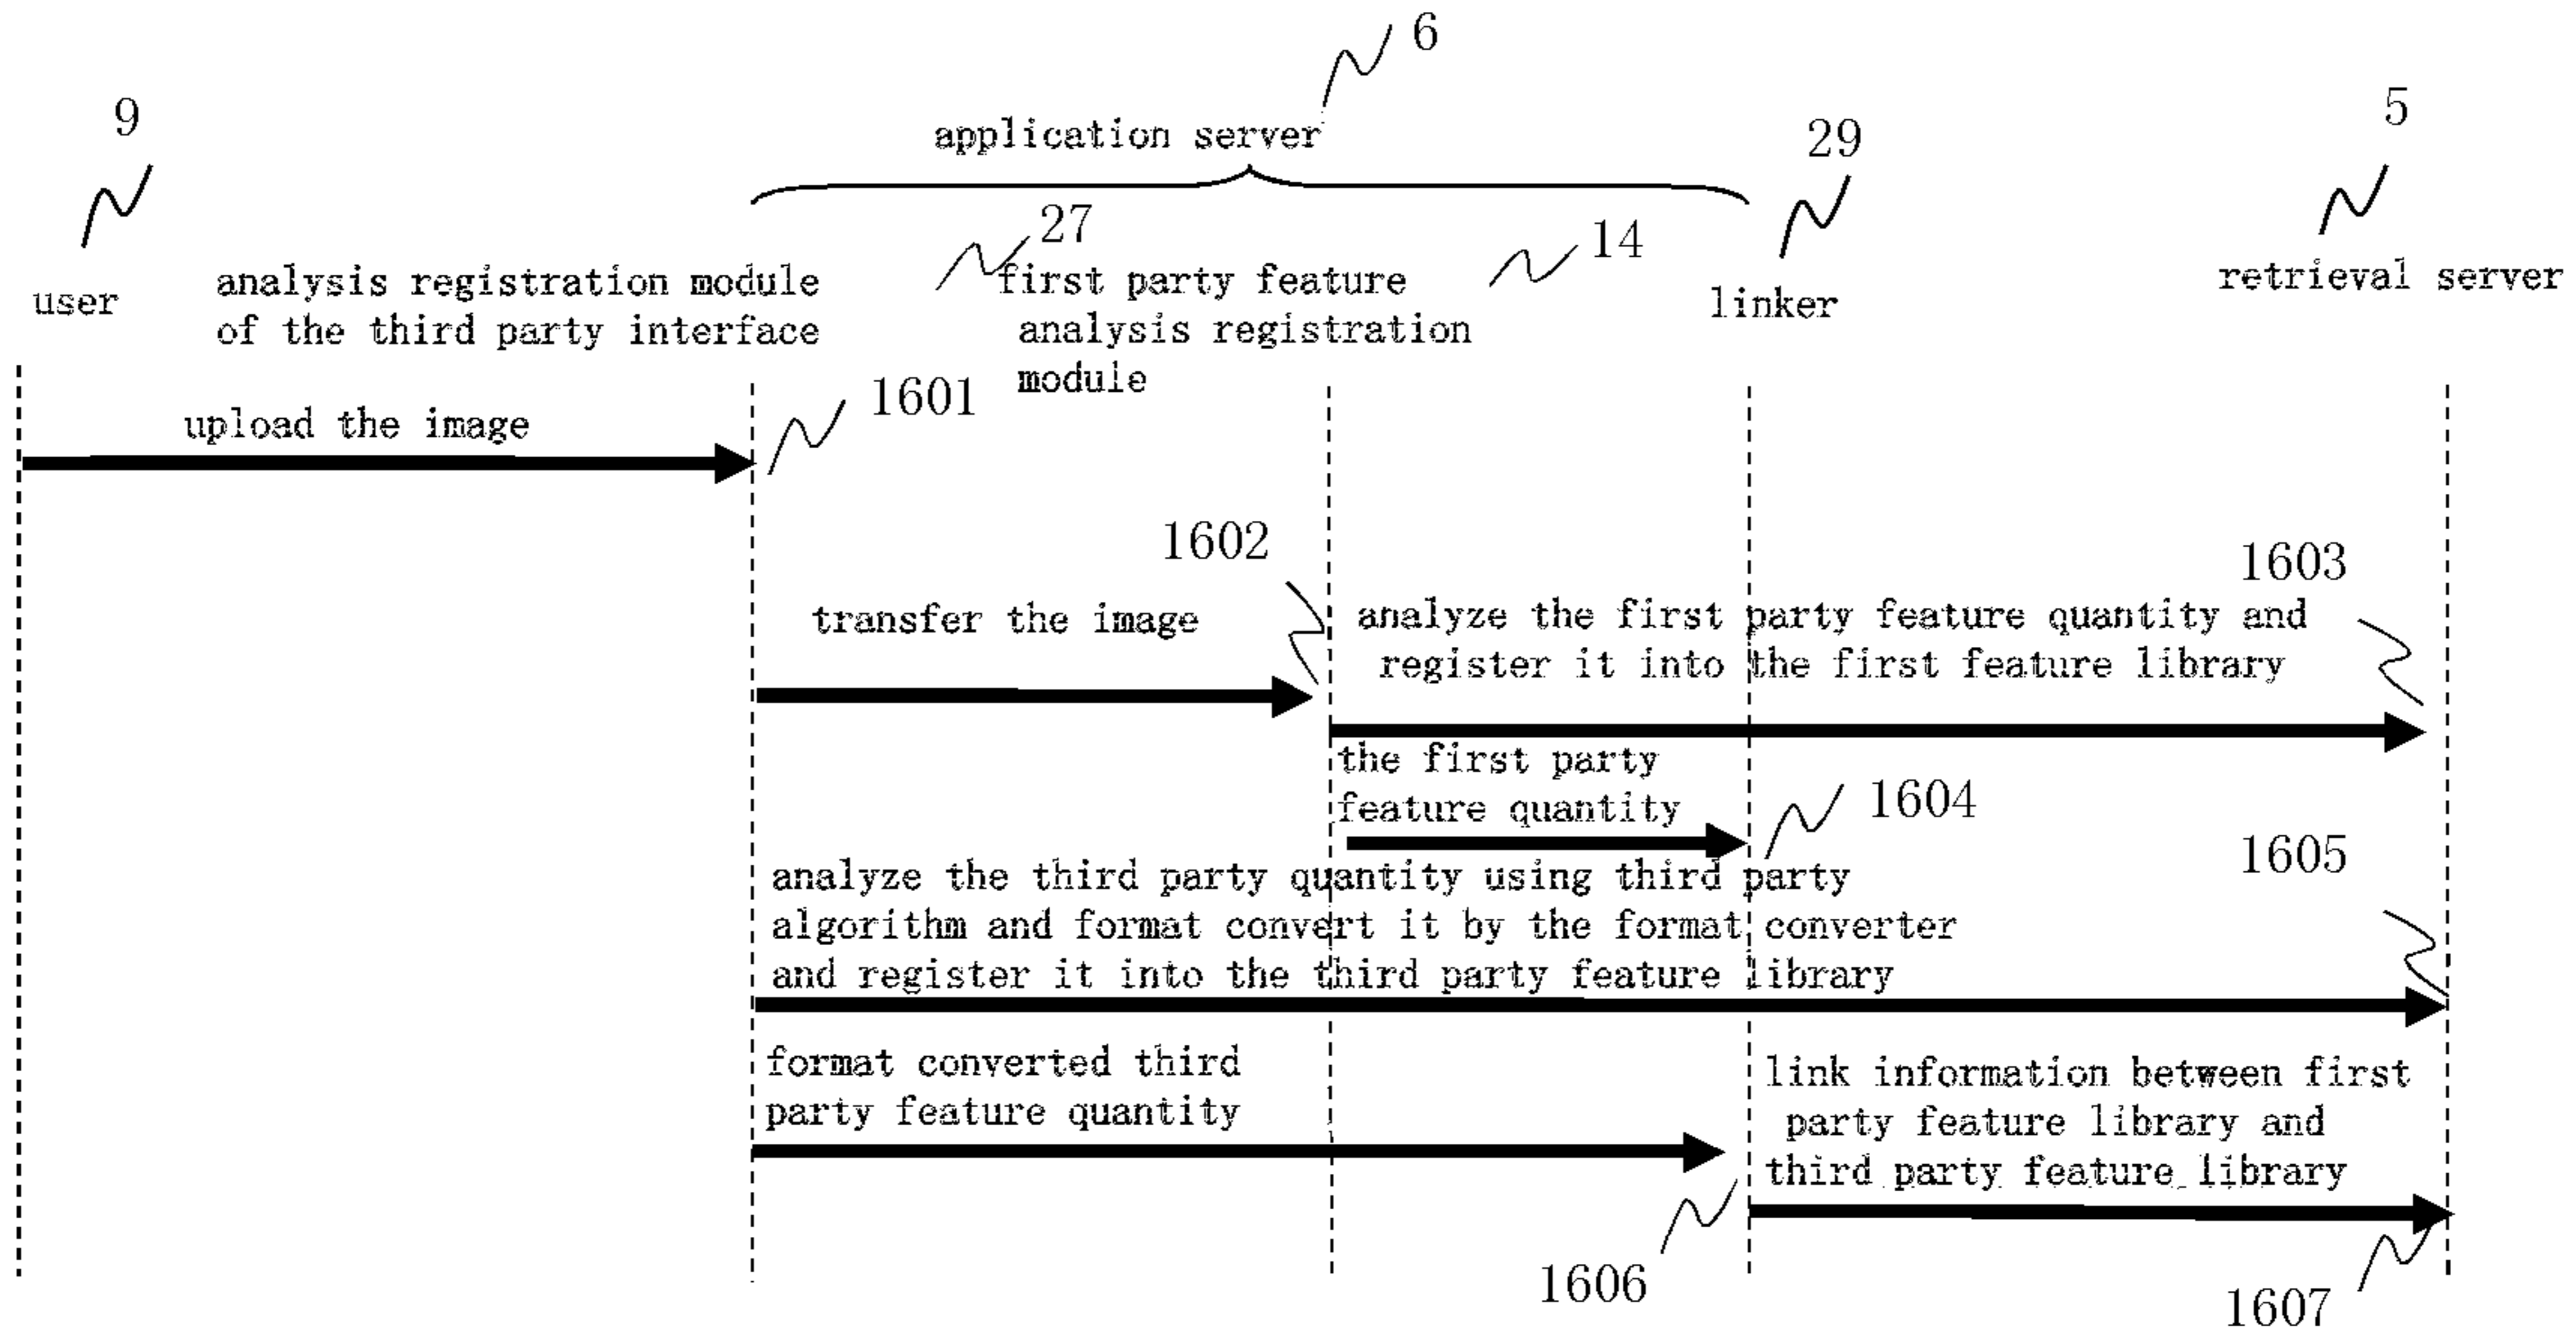 6
9
application server
29
5
27
14
user
analysis registration module
of the third party interface
first party feature
analysis registration
module
linker
retrieval server
upload the image
1601
1602
transfer the image
1603
analyze the first party feature quantity and
register it into the first feature library
the first party
feature quantity
1604
1605
analyze the third party quantity using third party
algorithm and format convert it by the format converter
and register it into the third party feature library
format converted third
party feature quantity
link information between first
party feature library and
third party feature library
1606
1607